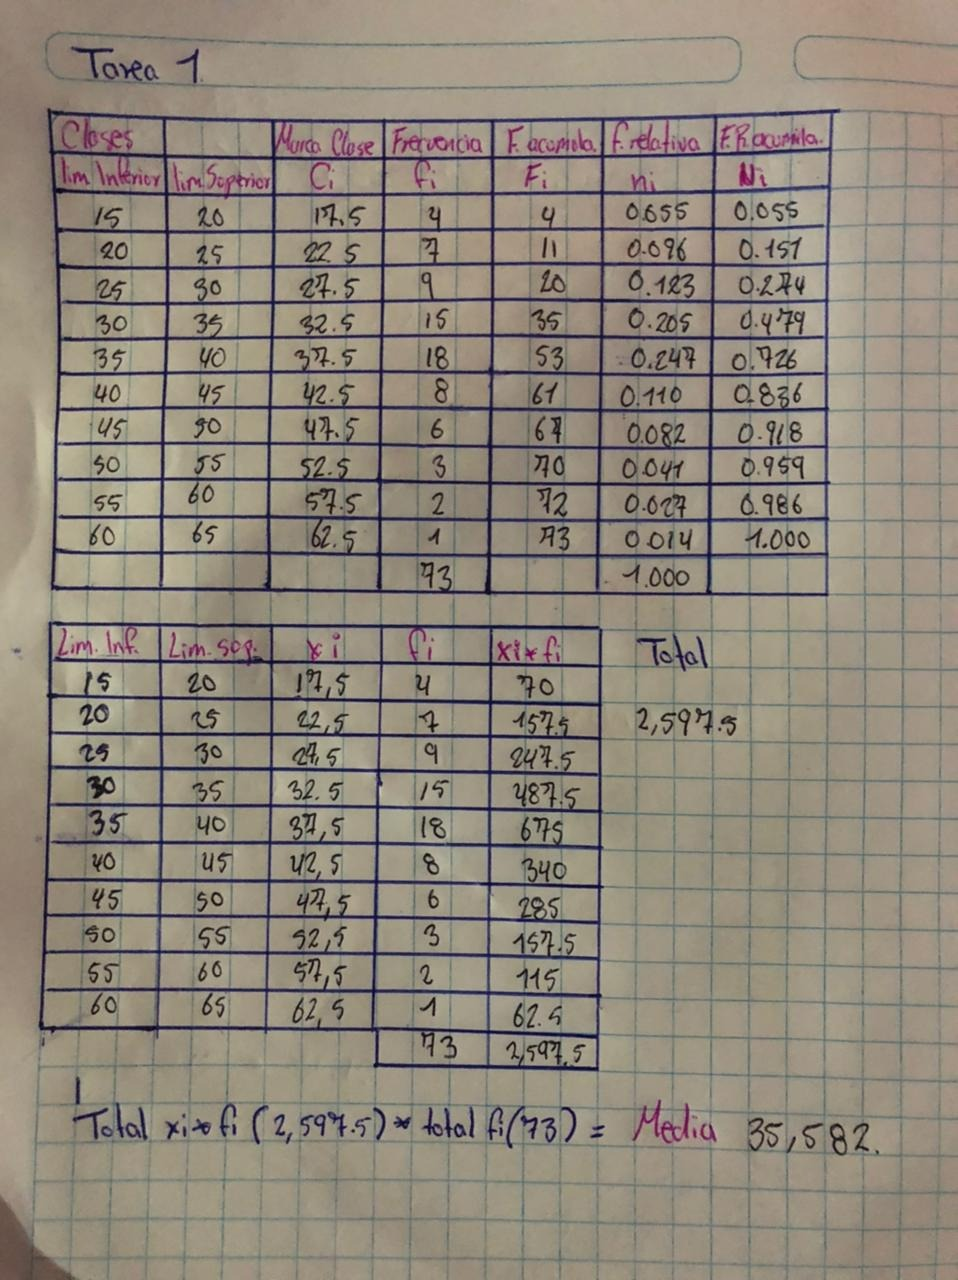 Tarea 1.
Clases Marca Clase Frecuencia F. acomola. f. relativa F.R. acumula.
lim. Inferior lim. Superior Ci fi Fi ni Ni
15 20 17.5 4 4 0.055 0.055
20 25 22.5 7 11 0.096 0.151
25 30 27.5 9 20 0.123 0.274
30 35 32.5 15 35 0.205 0.479
35 40 37.5 18 53 0.247 0.726
40 45 42.5 8 61 0.110 0.836
45 50 47.5 6 67 0.082 0.918
50 55 52.5 3 70 0.041 0.959
55 60 57.5 2 72 0.027 0.986
60 65 62.5 1 73 0.014 1.000
73 1.000
Lim. Inf. Lim. sop. xi fi xi*fi Total
15 20 17,5 4 70
20 25 22,5 7 157.5 2,597.5
25 30 27,5 9 247.5
30 35 32.5 15 487.5
35 40 37,5 18 675
40 45 42,5 8 340
45 50 47,5 6 285
50 55 52,5 3 157.5
55 60 57,5 2 115
60 65 62,5 1 62.5
73 2,597.5
Total xi*fi (2,597.5) * total fi(73) = Media 35,582.